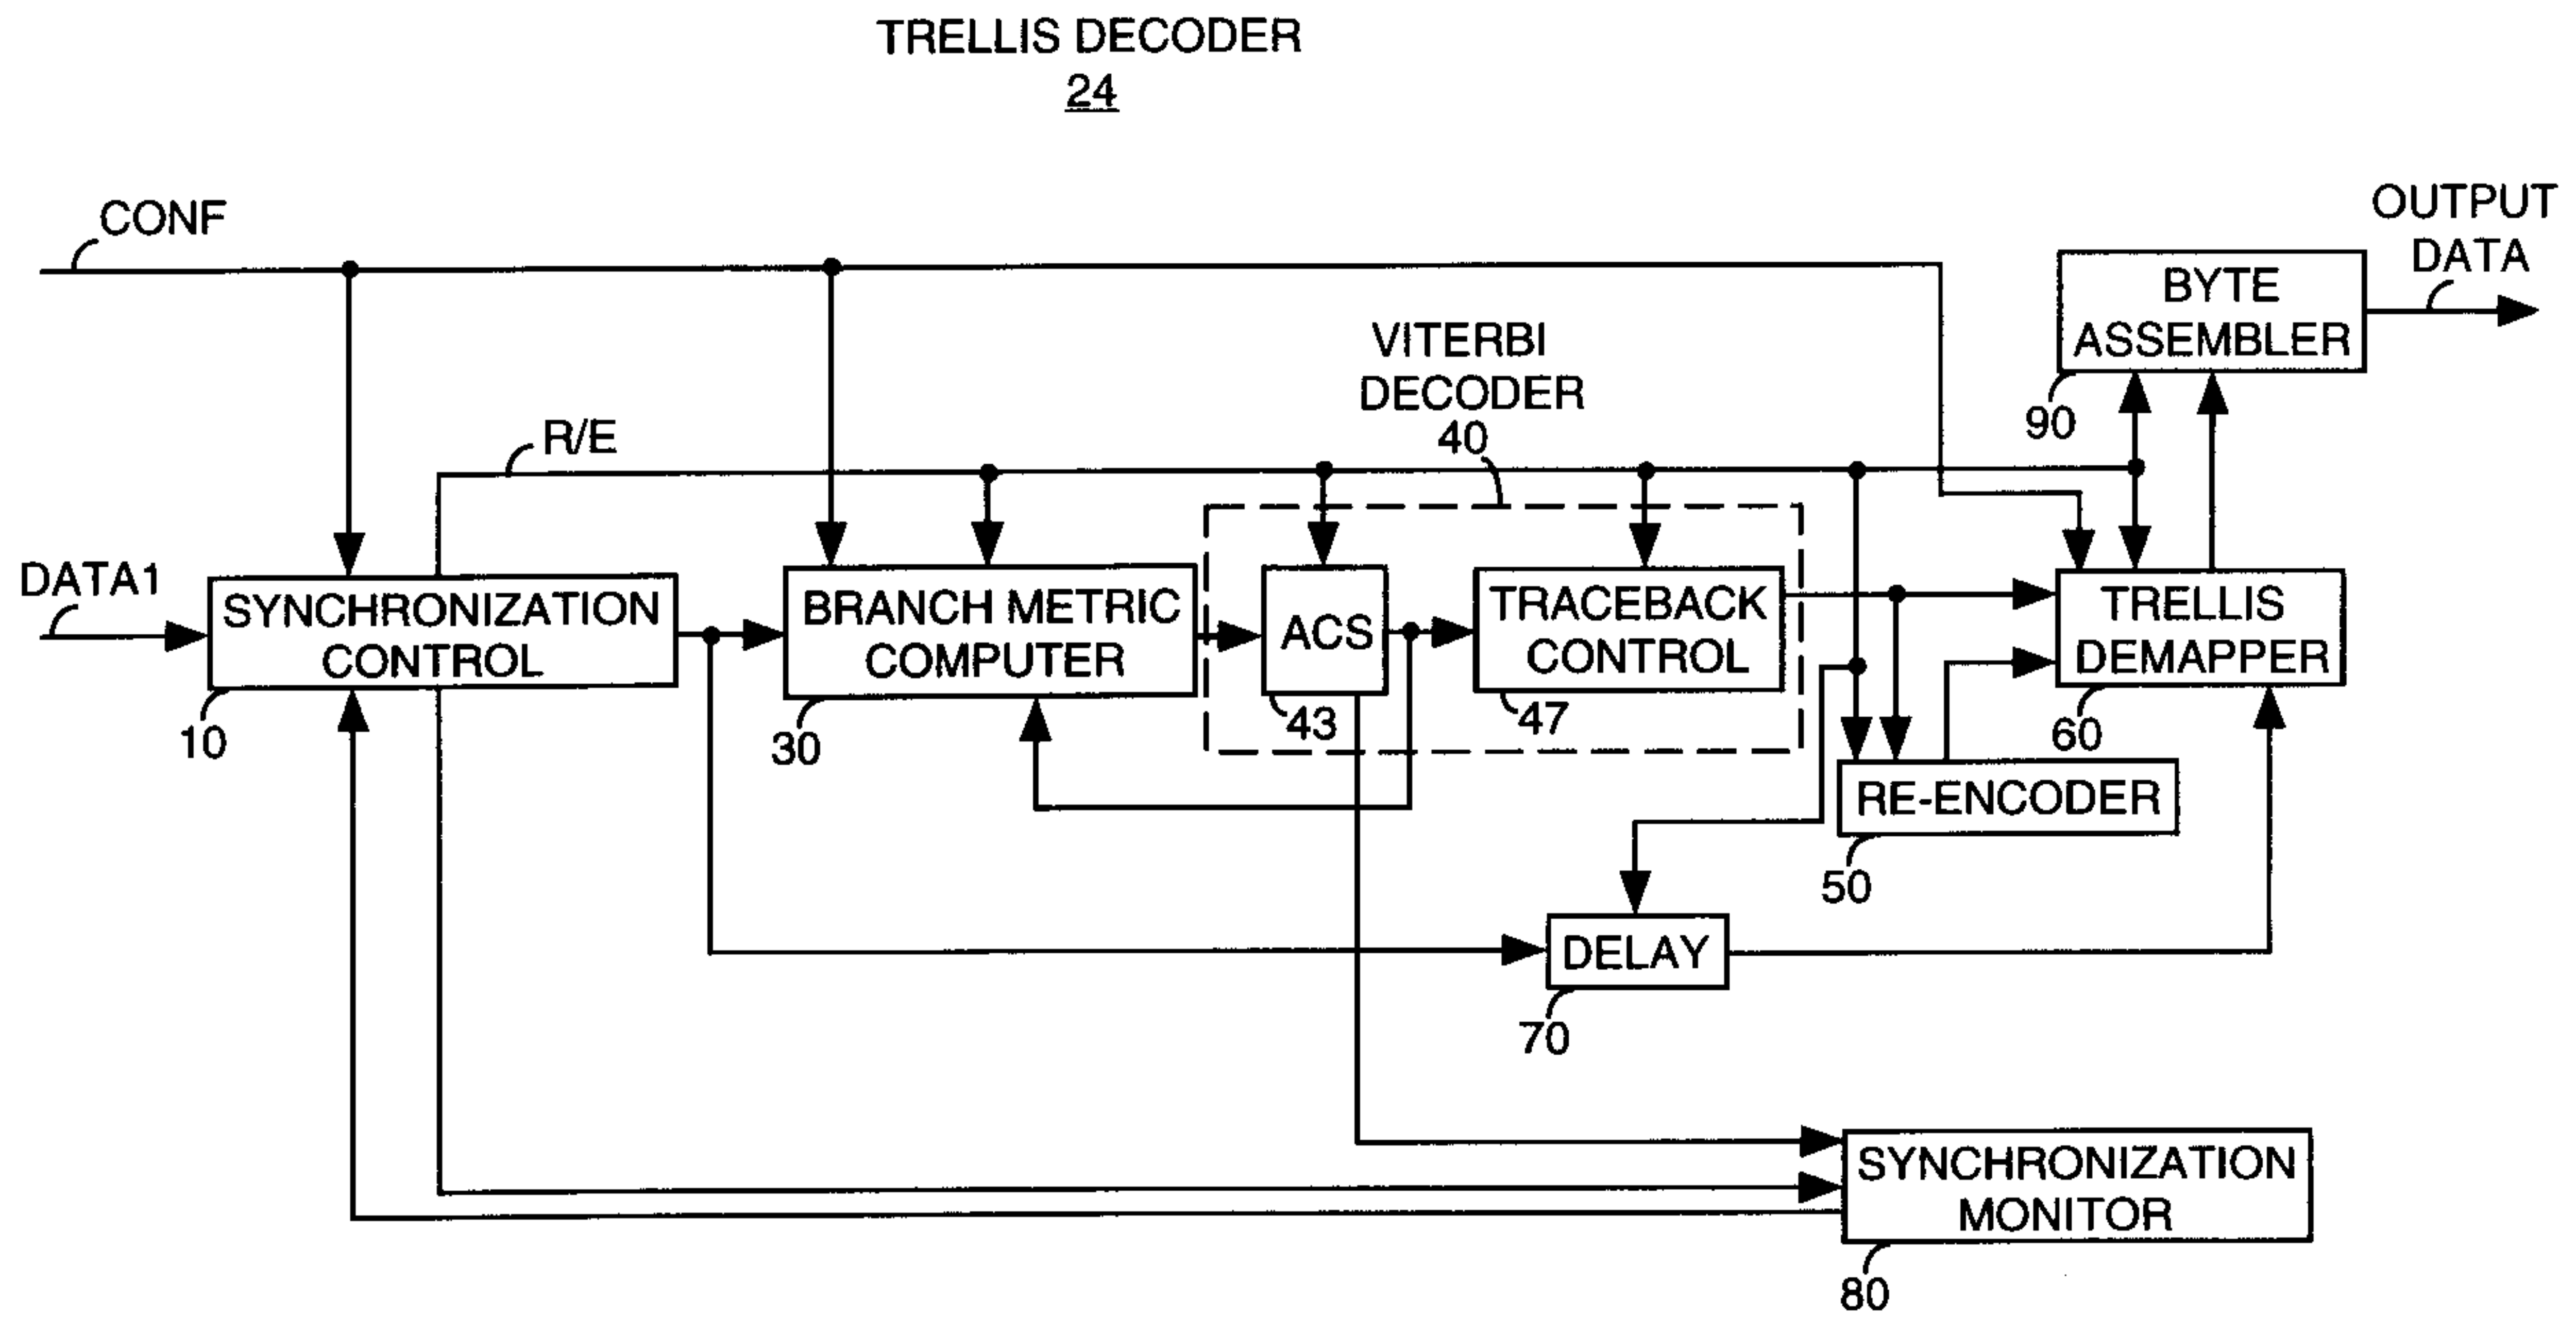 TRELLIS DECODER
24
CONF
OUTPUT
DATA
BYTE
ASSEMBLER
90
VITERBI
DECODER
40
R/E
DATA1
SYNCHRONIZATION
CONTROL
10
BRANCH METRIC
COMPUTER
30
ACS
43
TRACEBACK
CONTROL
47
TRELLIS
DEMAPPER
60
RE-ENCODER
50
DELAY
70
SYNCHRONIZATION
MONITOR
80